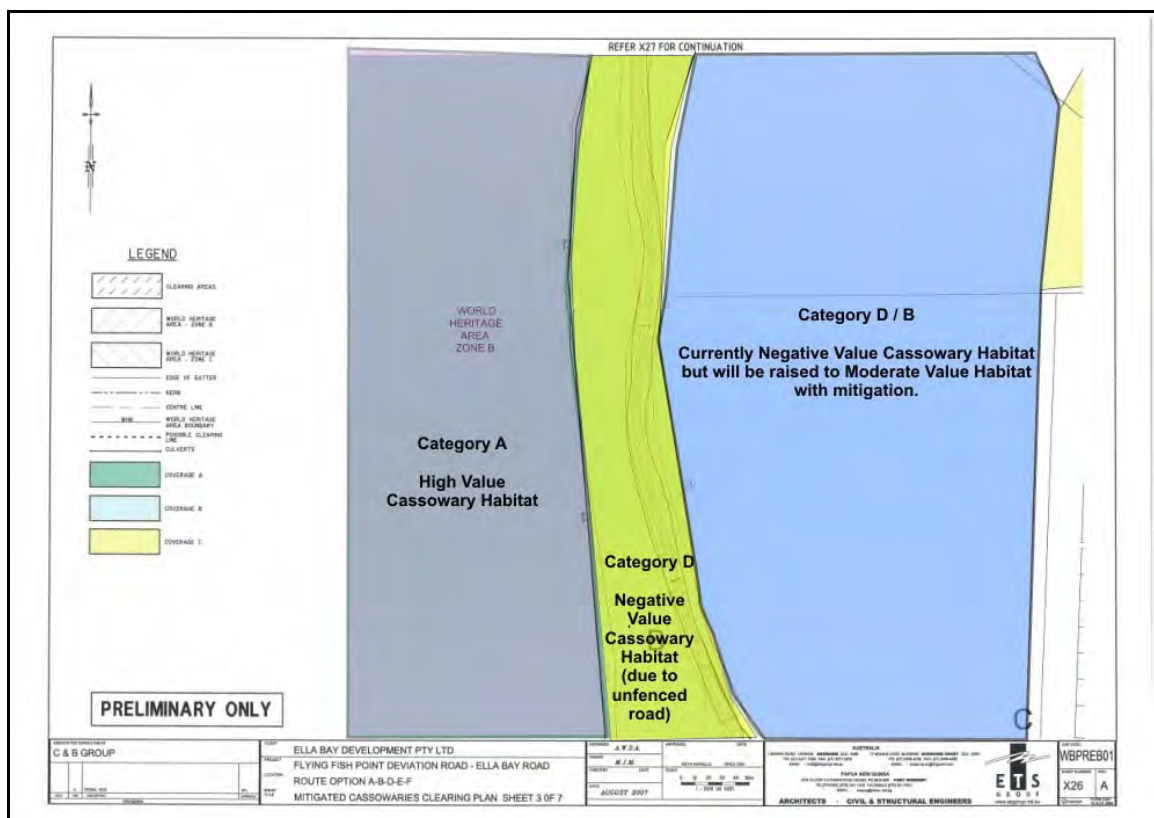 REFER X27 FOR CONTINUATION
N
LEGEND
CLEARING AREAS
WORLD HERITAGE
AREA - ZONE B
WORLD HERITAGE
AREA - ZONE C
EDGE OF BATTER
KERB
CENTRE LINE
WHB
WORLD HERITAGE
AREA BOUNDARY
POSSIBLE CLEARING
LINE
CULVERTS
COVERAGE A
COVERAGE B
COVERAGE C
WORLD
HERITAGE
AREA
ZONE B
Category A
High Value
Cassowary Habitat
Category D
Negative
Value
Cassowary
Habitat
(due to
unfenced
road)
Category D / B
Currently Negative Value Cassowary Habitat
but will be raised to Moderate Value Habitat
with mitigation.
C
PRELIMINARY ONLY
C & B GROUP
ELLA BAY DEVELOPMENT PTY LTD
FLYING FISH POINT DEVIATION ROAD - ELLA BAY ROAD
ROUTE OPTION A-B-D-E-F
MITIGATED CASSOWARIES CLEARING PLAN SHEET 3 OF 7
A.W.S.A.
M.J.M.
DATE
AUGUST 2007
AUSTRALIA
PAPUA NEW GUINEA
ARCHITECTS · CIVIL & STRUCTURAL ENGINEERS
ETS
GROUP
WBPREB01
X26
A